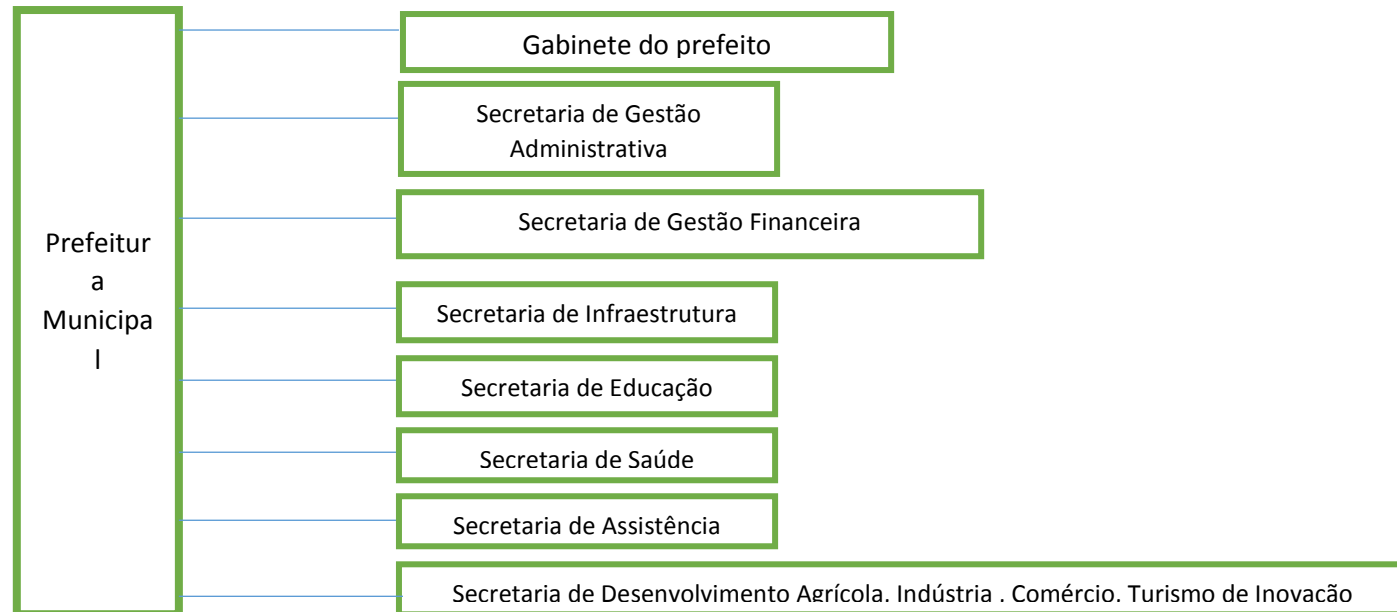 Gabinete do prefeito
Secretaria de Gestão
Administrativa
Secretaria de Gestão Financeira
Prefeitur
a
Municipa
l
Secretaria de Infraestrutura
Secretaria de Educação
Secretaria de Saúde
Secretaria de Assistência
Secretaria de Desenvolvimento Agrícola, Indústria , Comércio, Turismo de Inovação